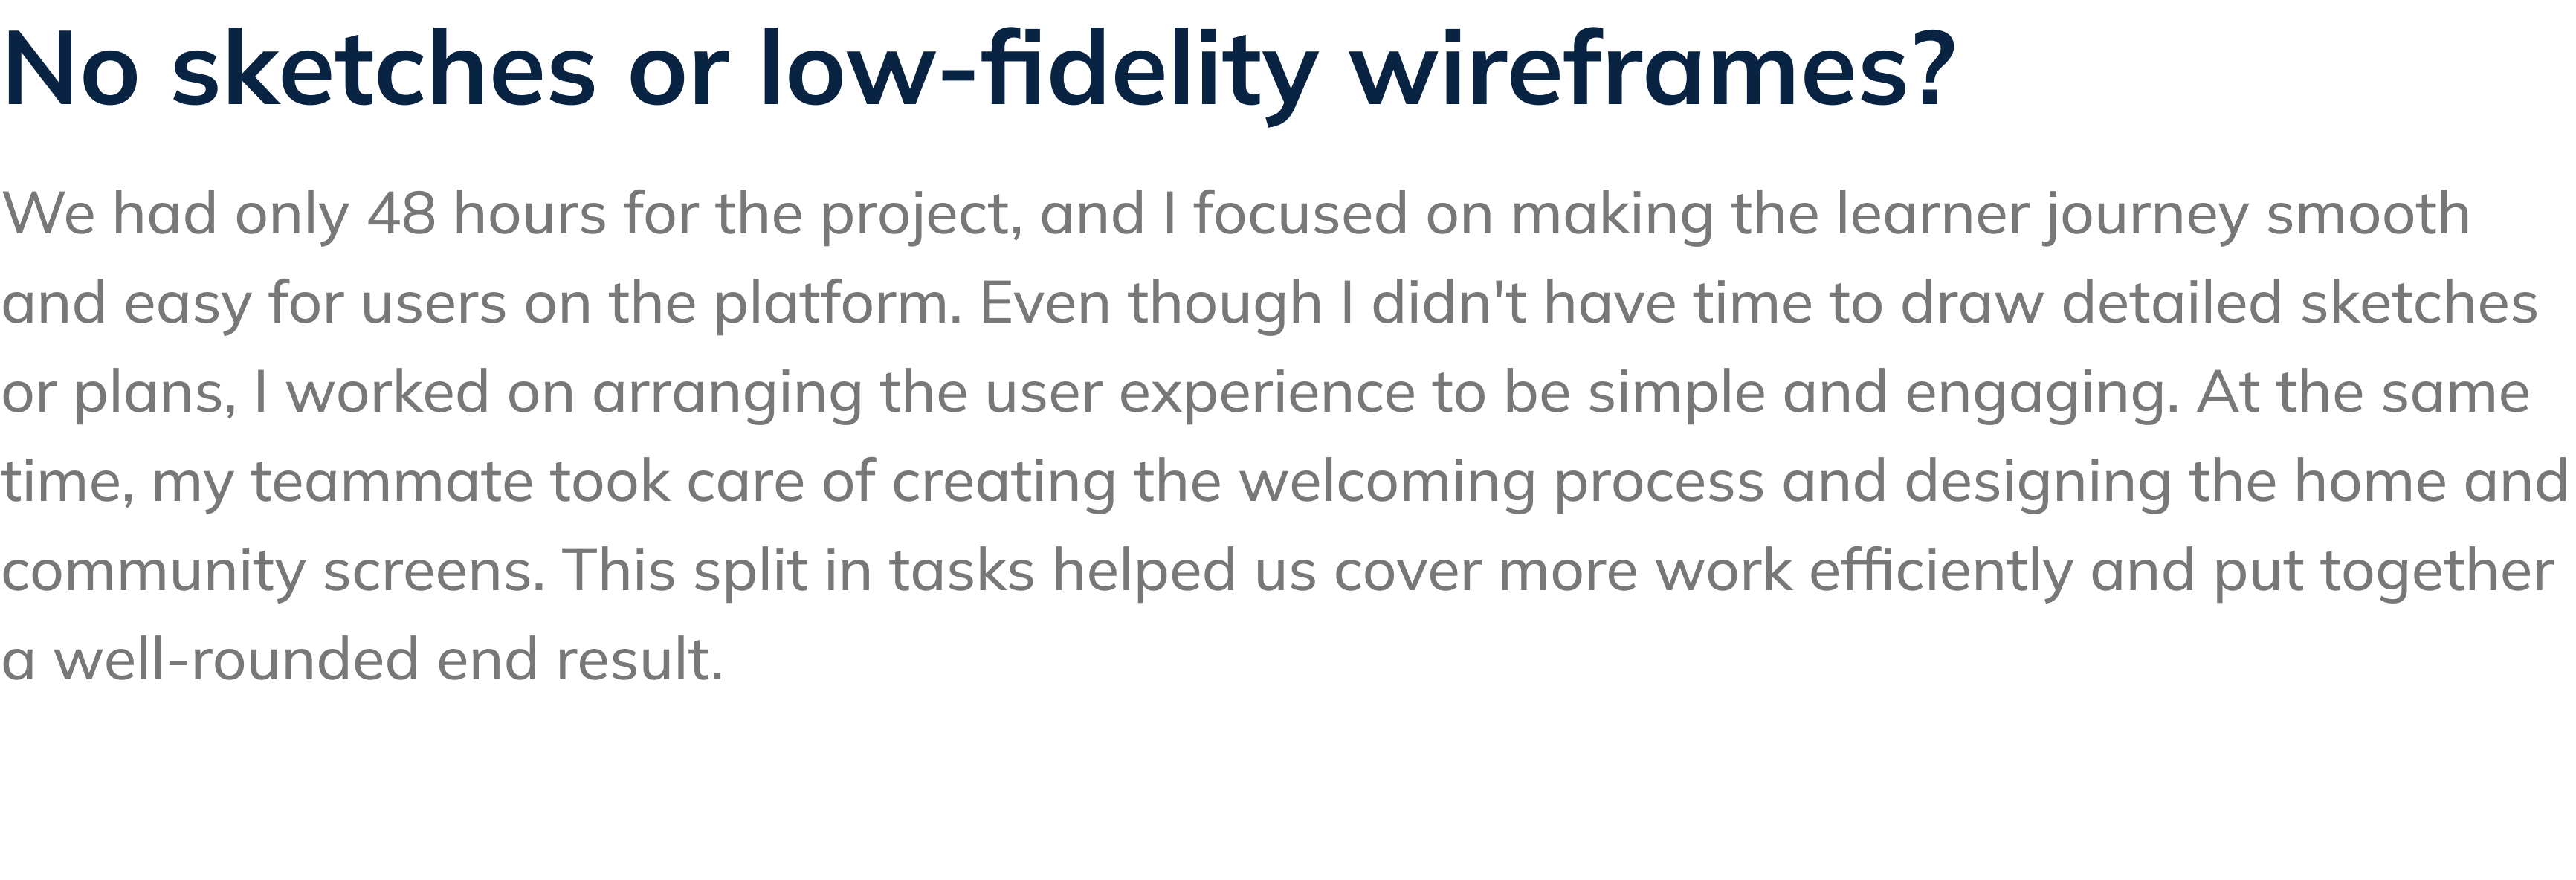 No sketches or low-fidelity wireframes?
We had only 48 hours for the project, and I focused on making the learner journey smooth
and easy for users on the platform. Even though I didn't have time to draw detailed sketches
or plans, I worked on arranging the user experience to be simple and engaging. At the same
time, my teammate took care of creating the welcoming process and designing the home and
community screens. This split in tasks helped us cover more work efficiently and put together
a well-rounded end result.